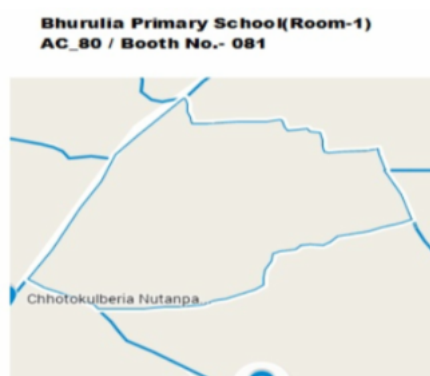 Bhurulia Primary School(Room-1)
AC_80 / Booth No.- 081
Chhotokulberia Nutanpa...